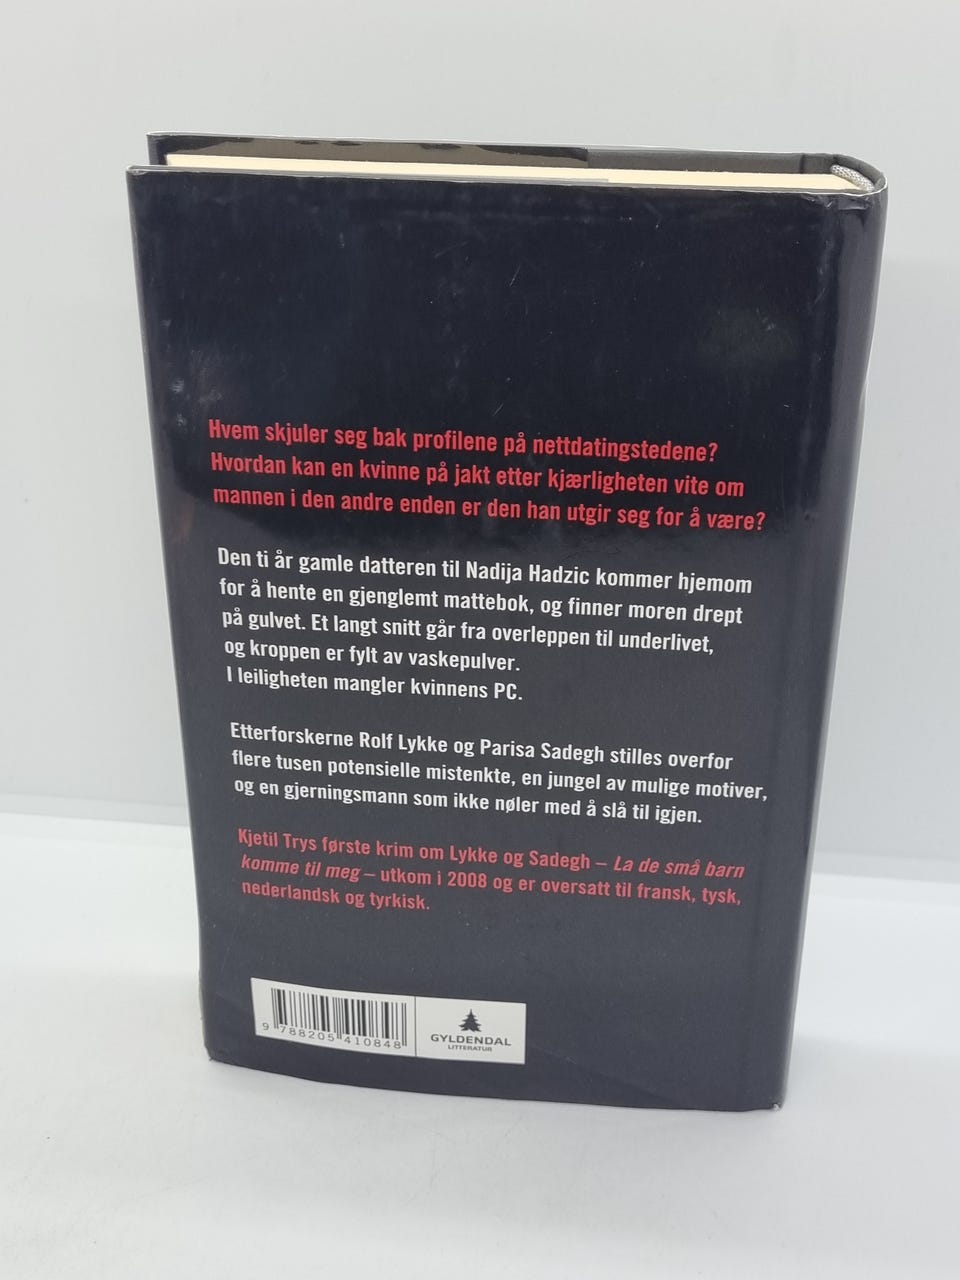 Hvem skjuler seg bak profilene på nettdatingstedene?
Hvordan kan en kvinne på jakt etter kjærligheten vite om
mannen i den andre enden er den han utgir seg for å være?
Den ti år gamle datteren til Nadija Hadzic kommer hjemom
for å hente en gjenglemt mattebok, og finner moren drept
på gulvet. Et langt snitt går fra overleppen til underlivet,
og kroppen er fylt av vaskepulver.
I leiligheten mangler kvinnens PC.
Etterforskerne Rolf Lykke og Parisa Sadegh stilles overfor
flere tusen potensielle mistenkte, en jungel av mulige motiver,
og en gjerningsmann som ikke nøler med å slå til igjen.
Kjetil Trys første krim om Lykke og Sadegh – La de små barn
komme til meg – utkom i 2008 og er oversatt til fransk, tysk,
nederlandsk og tyrkisk.
9 788205 410848
GYLDENDAL
LITTERATUR